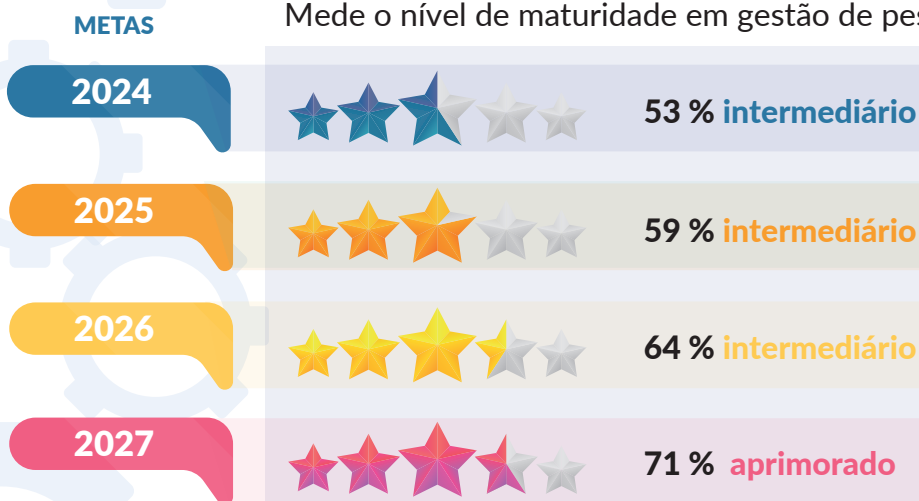 METAS
Mede o nível de maturidade em gestão de
2024
53 % intermediário
2025
59 % intermediário
2026
64 % intermediário
2027
71 % aprimorado